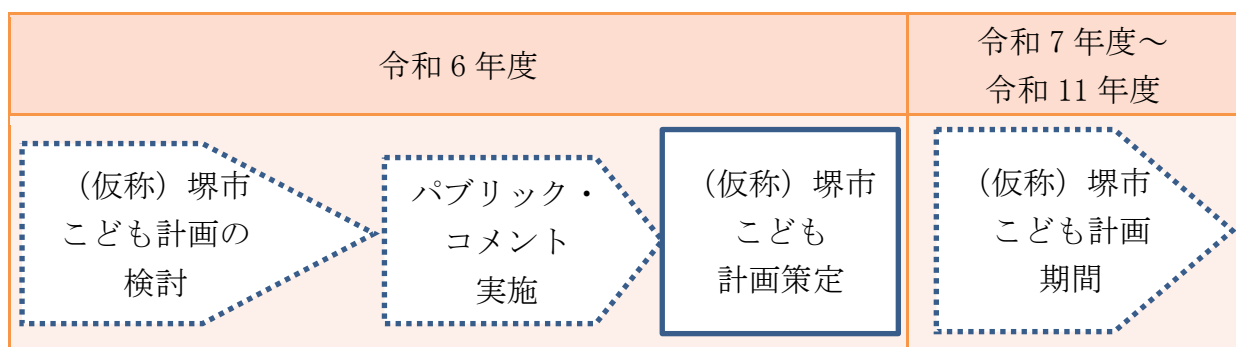 令和 6 年度
令和 7 年度～
令和 11 年度
（仮称）堺市
こども計画の
検討
パブリック・
コメント
実施
（仮称）堺市
こども
計画策定
（仮称）堺市
こども計画
期間